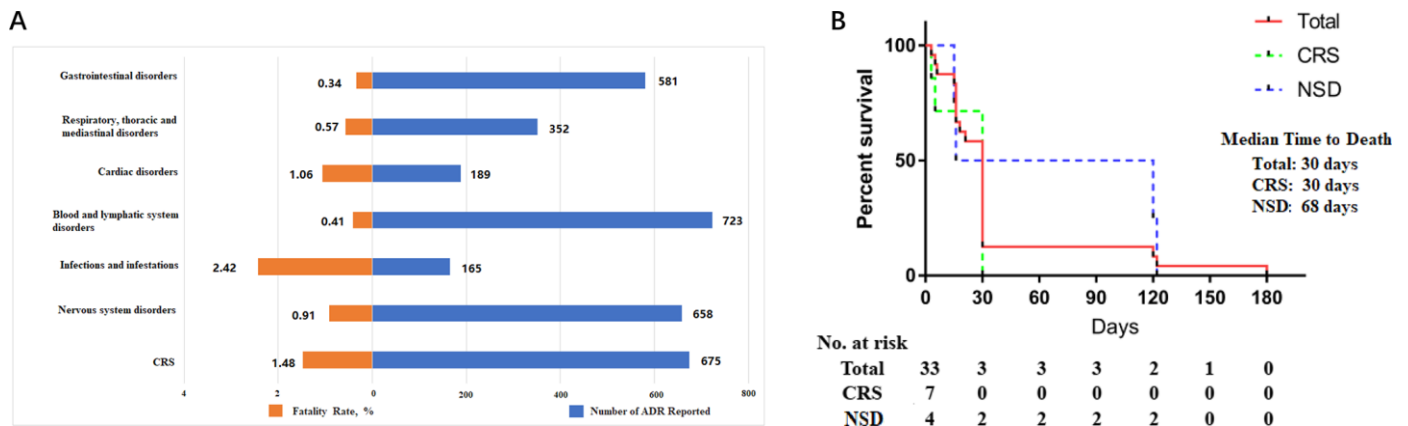 A
Gastrointestinal disorders
0.34
581
Respiratory, thoracic and
mediastinal disorders
0.57
352
Cardiac disorders
1.06
189
Blood and lymphatic system
disorders
0.41
723
Infections and infestations
2.42
165
Nervous system disorders
0.91
658
CRS
1.48
675
4 2 0 200 400 600 800
Fatality Rate, % Number of ADR Reported
B
Total
CRS
NSD
Percent survival
100
50
0
Median Time to Death
Total: 30 days
CRS: 30 days
NSD: 68 days
0 30 60 90 120 150 180
Days
No. at risk
Total 33 3 3 3 2 1 0
CRS 7 0 0 0 0 0 0
NSD 4 2 2 2 2 0 0